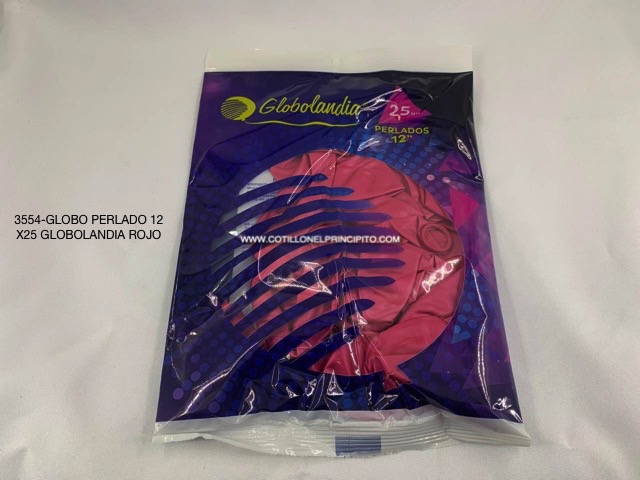 Globolandia
25
PERLADOS
12"
3554-GLOBO PERLADO 12
X25 GLOBOLANDIA ROJO
WWW.COTILLONELPRINCIPITO.COM